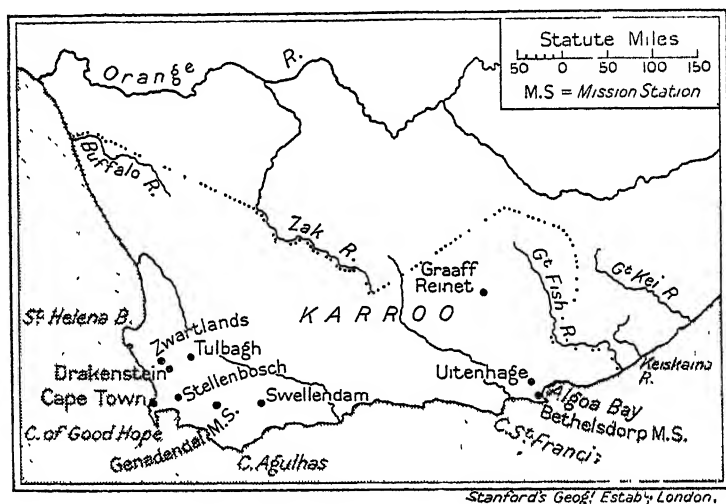 Statute Miles
50 0 50 100 150
M.S = Mission Station
Orange R.
Buffalo R.
Zak R.
Graaff
Reinet
Gt Fish R.
Gt Kei R
KARROO
St Helena B.
Zwartlands
Tulbagh
Drakenstein
Stellenbosch
Cape Town
Swellendam
Uitenhage
Keiskama
R.
Algoa Bay
Bethelsdorp M.S.
C. of Good Hope
Genadendal M.S.
C. St Francis
C. Agulhas
Stanford's Geogl Estabt, London.